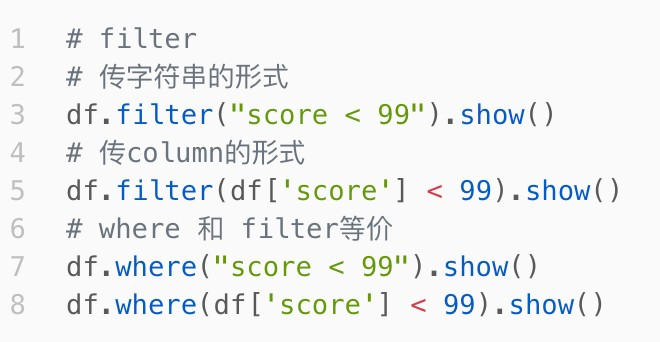 1 # filter
2 # 传字符串的形式
3 df.filter("score < 99").show()
4 # 传column的形式
5 df.filter(df['score'] < 99).show()
6 # where 和 filter等价
7 df.where("score < 99").show()
8 df.where(df['score'] < 99).show()